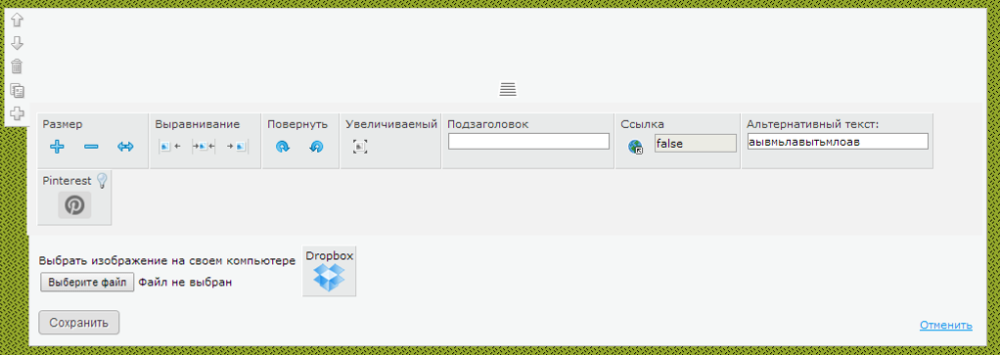 Размер
Выравнивание
Повернуть
Увеличиваемый
Подзаголовок
Ссылка
false
Альтернативный текст:
аывмьлавытьмлоав
Pinterest
Выбрать изображение на своем компьютере
Выберите файл Файл не выбран
Dropbox
Сохранить
Отменить